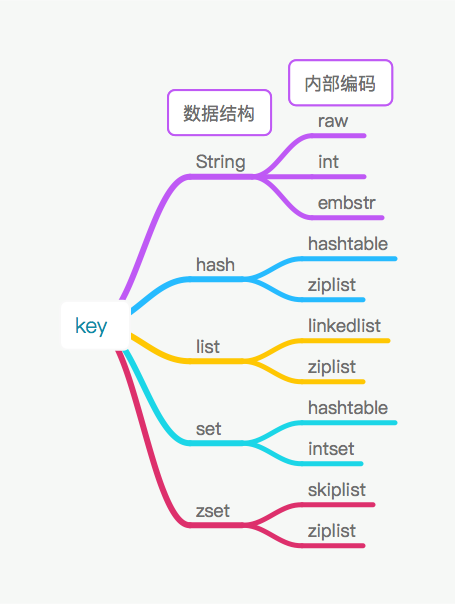 内部编码
数据结构
raw
String
int
embstr
hashtable
hash
ziplist
key
linkedlist
list
ziplist
hashtable
set
intset
skiplist
zset
ziplist